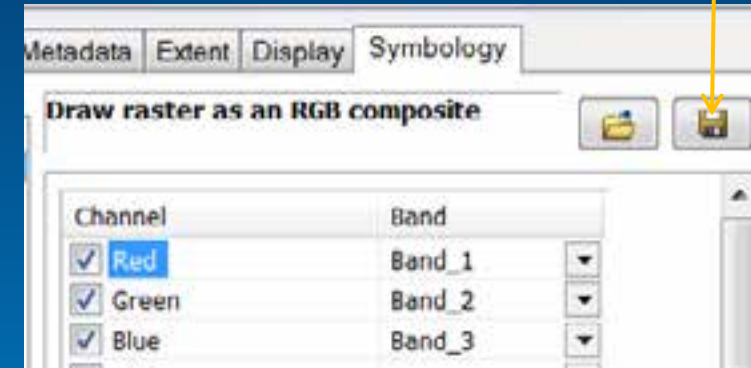 Metadata Extent Display Symbology
Draw raster as an RGB composite
Channel Band
Red Band_1
Green Band_2
Blue Band_3